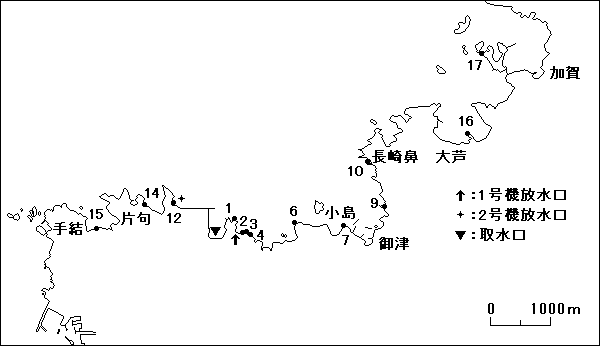 17
加賀
16
長崎鼻 大芦
10
↑:1号機放水口
14
12
9
小島
2号機放水口
15
片句
1
6
手結
2
3
4
7
御津
▼:取水口
0 1000m